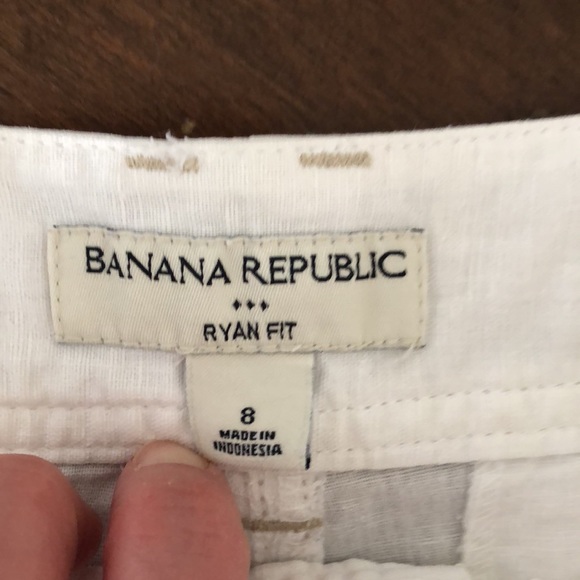 BANANA REPUBLIC
RYAN FIT
8
MADE IN
INDONESIA